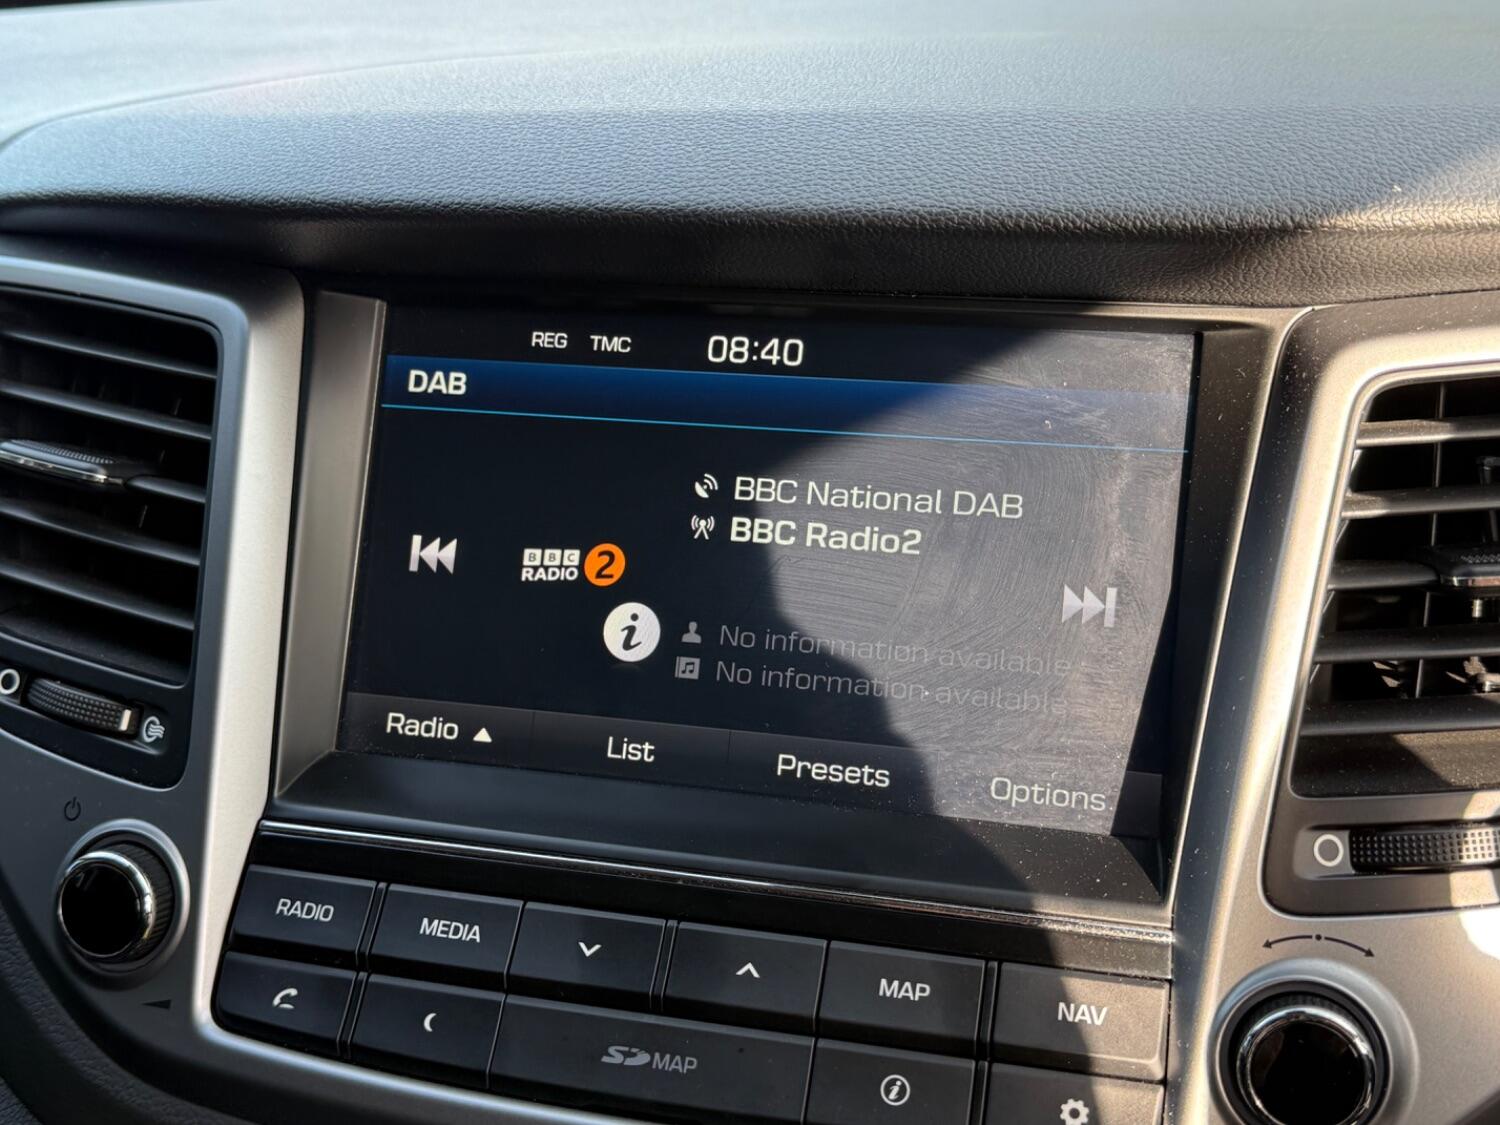 REG TMC 08:40
DAB
BBC National DAB
BBC Radio2
BBC
RADIO 2
i No information available
No information available
Radio List Presets Options
RADIO MEDIA MAP NAV
SD MAP i